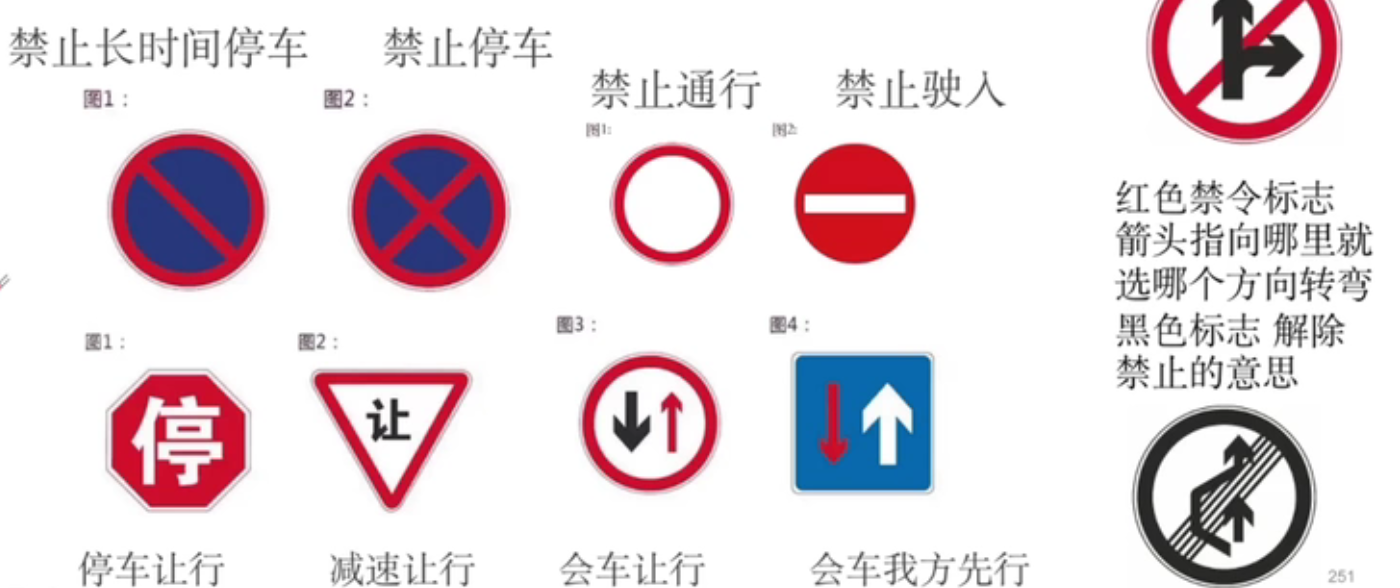 禁止长时间停车
禁止停车
图1：
图2：
禁止通行
禁止驶入
图1:
图2:
红色禁令标志
箭头指向哪里就
选哪个方向转弯
黑色标志 解除
禁止的意思
图1：
图2：
图3：
图4：
停
让
停车让行
减速让行
会车让行
会车我方先行
251